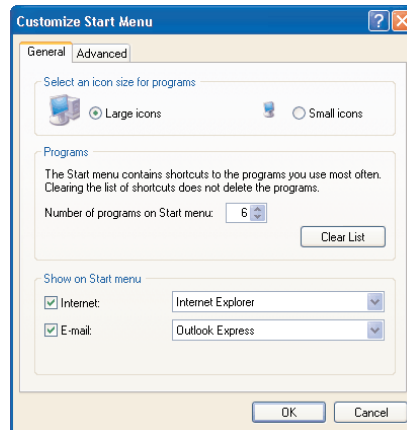 Customize Start Menu
General Advanced
Select an icon size for programs
Large icons Small icons
Programs
The Start menu contains shortcuts to the programs you use most often.
Clearing the list of shortcuts does not delete the programs.
Number of programs on Start menu: 6
Clear List
Show on Start menu
Internet: Internet Explorer
E-mail: Outlook Express
OK Cancel